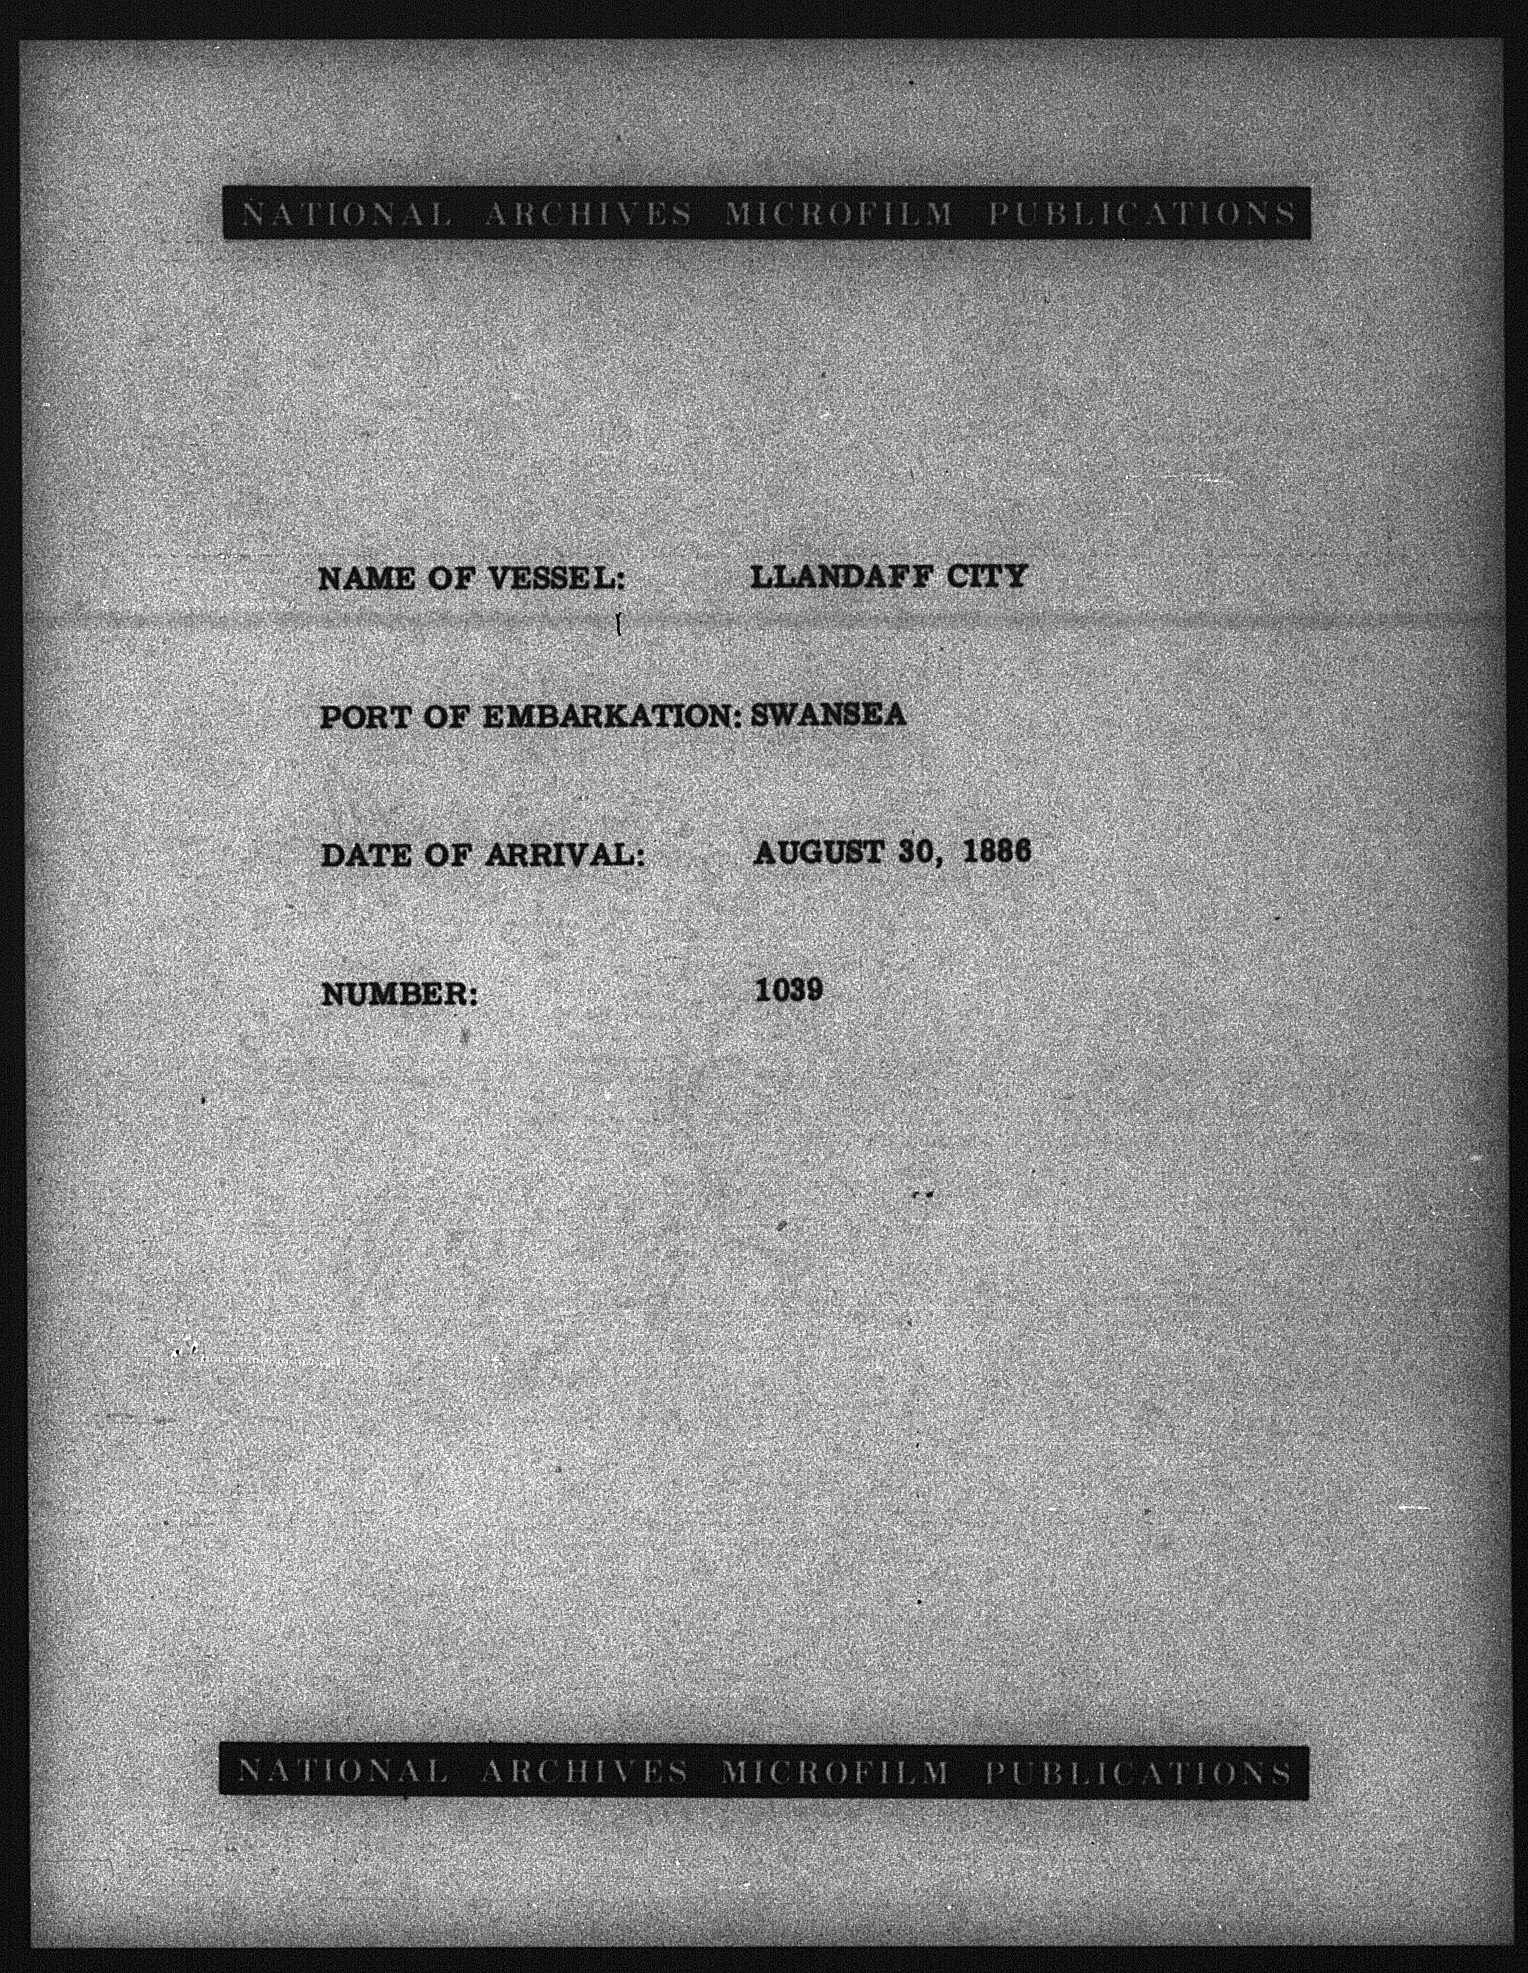 NATIONAL ARCHIVES MICROFILM PUBLICATIONS
NAME OF VESSEL: LLANDAFF CITY
PORT OF EMBARKATION: SWANSEA
DATE OF ARRIVAL: AUGUST 30, 1886
NUMBER: 1039
NATIONAL ARCHIVES MICROFILM PUBLICATIONS